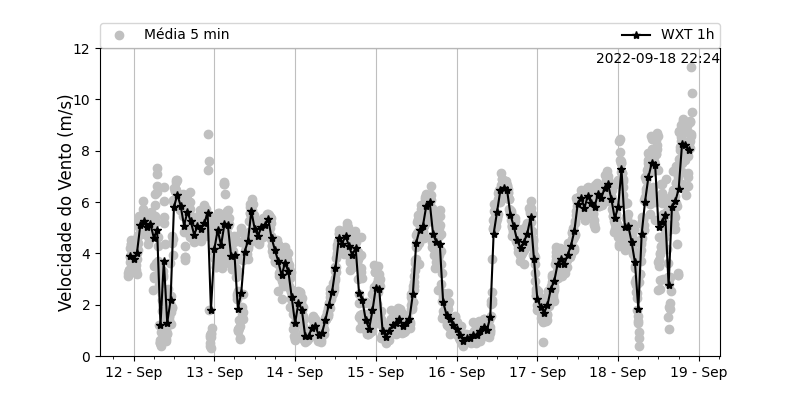 Média 5 min
WXT 1h
2022-09-18 22:24
Velocidade do Vento (m/s)
12
10
8
6
4
2
0
12 - Sep 13 - Sep 14 - Sep 15 - Sep 16 - Sep 17 - Sep 18 - Sep 19 - Sep